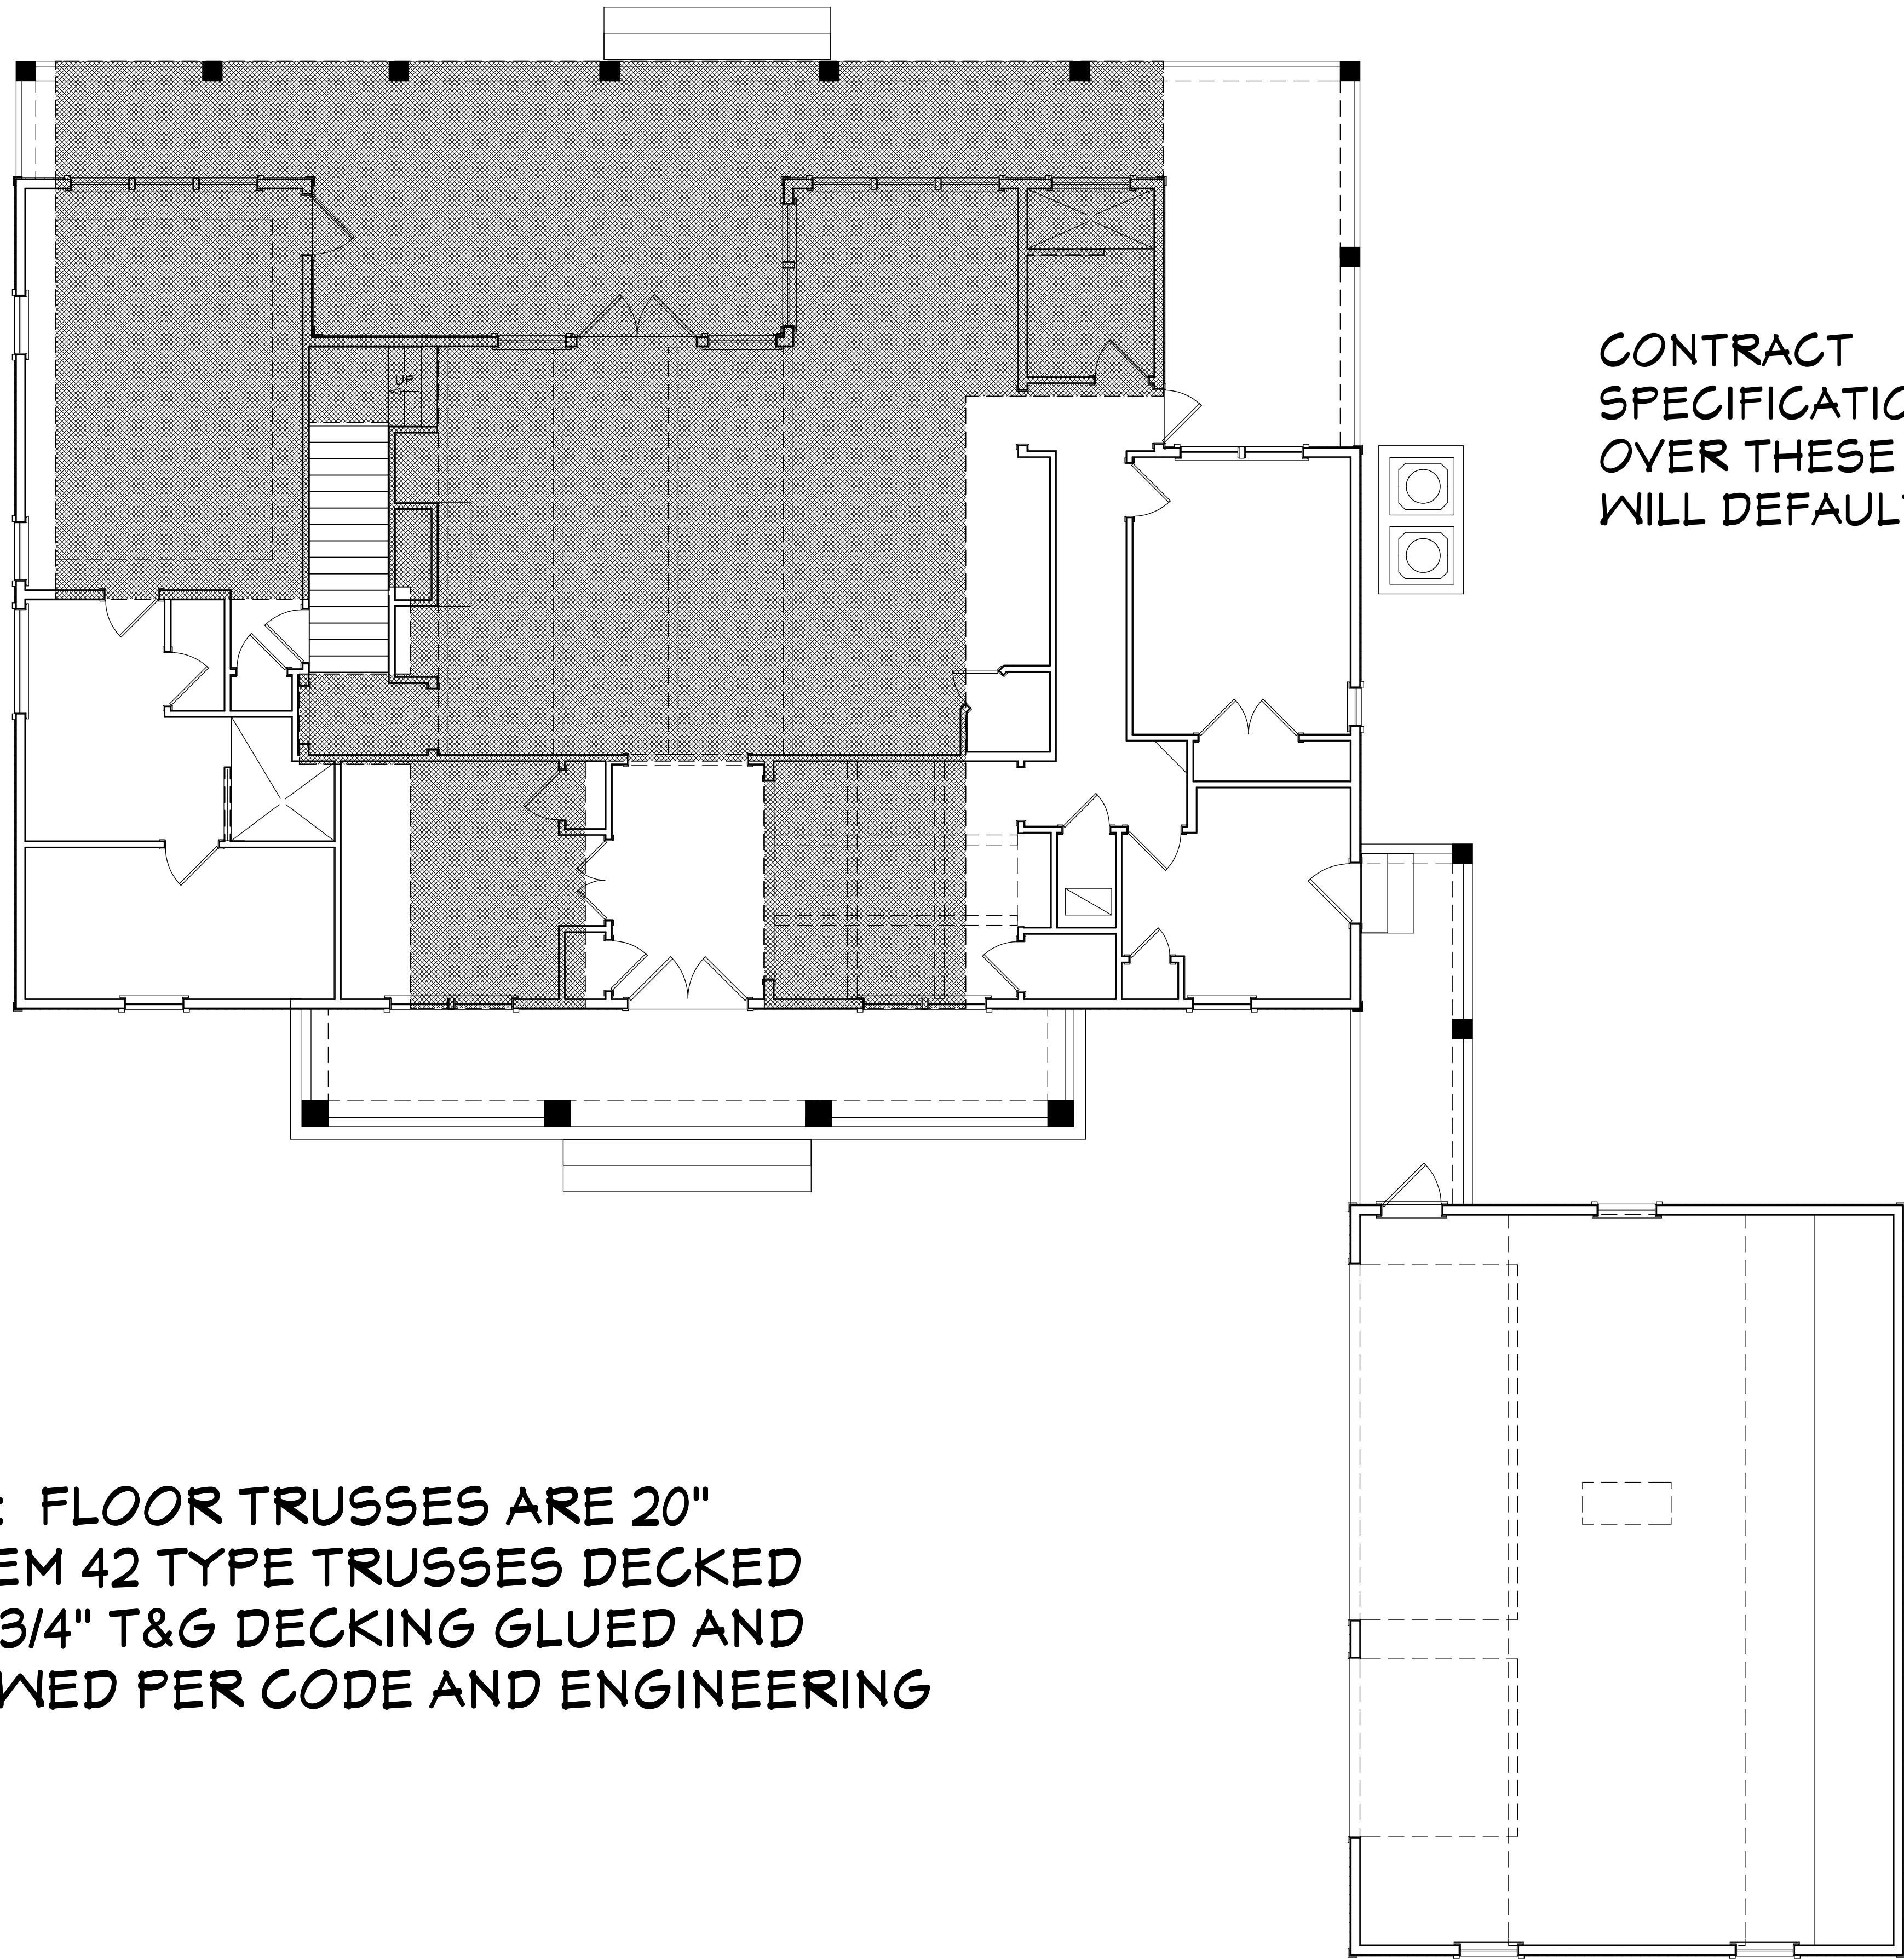 UP
CONTRACT
SPECIFICATIO
OVER THESE
WILL DEFAULT
: FLOOR TRUSSES ARE 20"
EM 42 TYPE TRUSSES DECKED
3/4" T&G DECKING GLUED AND
WED PER CODE AND ENGINEERING